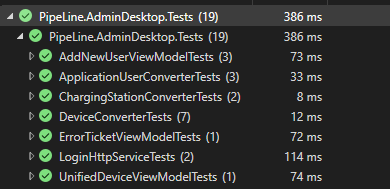 PipeLine.AdminDesktop.Tests (19) 386 ms
PipeLine.AdminDesktop.Tests (19) 386 ms
AddNewUserViewModelTests (3) 73 ms
ApplicationUserConverterTests (3) 33 ms
ChargingStationConverterTests (2) 8 ms
DeviceConverterTests (7) 12 ms
ErrorTicketViewModelTests (1) 72 ms
LoginHttpServiceTests (2) 114 ms
UnifiedDeviceViewModelTests (1) 74 ms